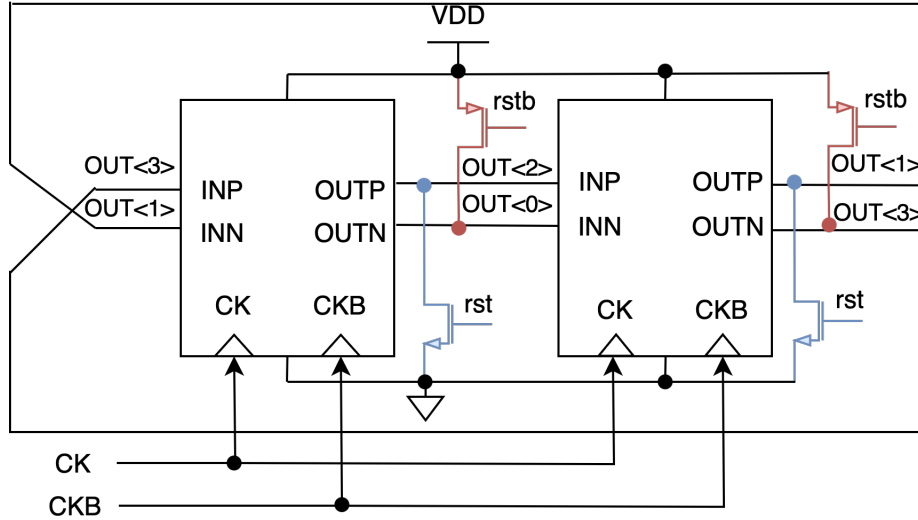 VDD
rstb
rstb
OUT<3>
OUT<2>
OUT<1>
INP
OUTP
INP
OUTP
OUT<1>
OUT<0>
OUT<3>
INN
OUTN
INN
OUTN
CK
CKB
CK
CKB
rst
rst
CK
CKB